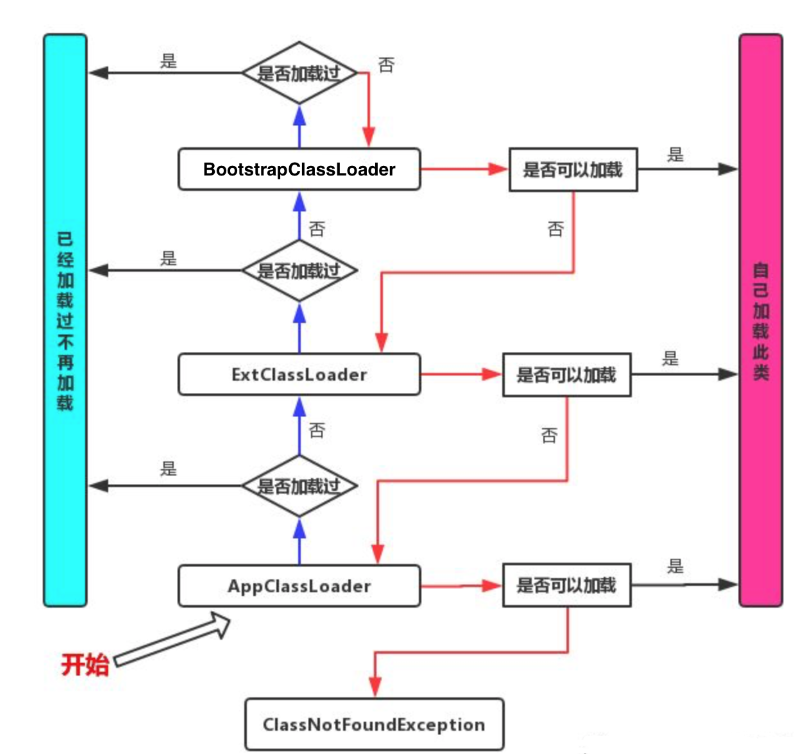 是
是否加载过
否
BootstrapClassLoader
是否可以加载
是
否
否
是
是否加载过
已经加载过不再加载
自己加载此类
ExtClassLoader
是否可以加载
是
否
否
是
是否加载过
AppClassLoader
是否可以加载
是
开始
ClassNotFoundException